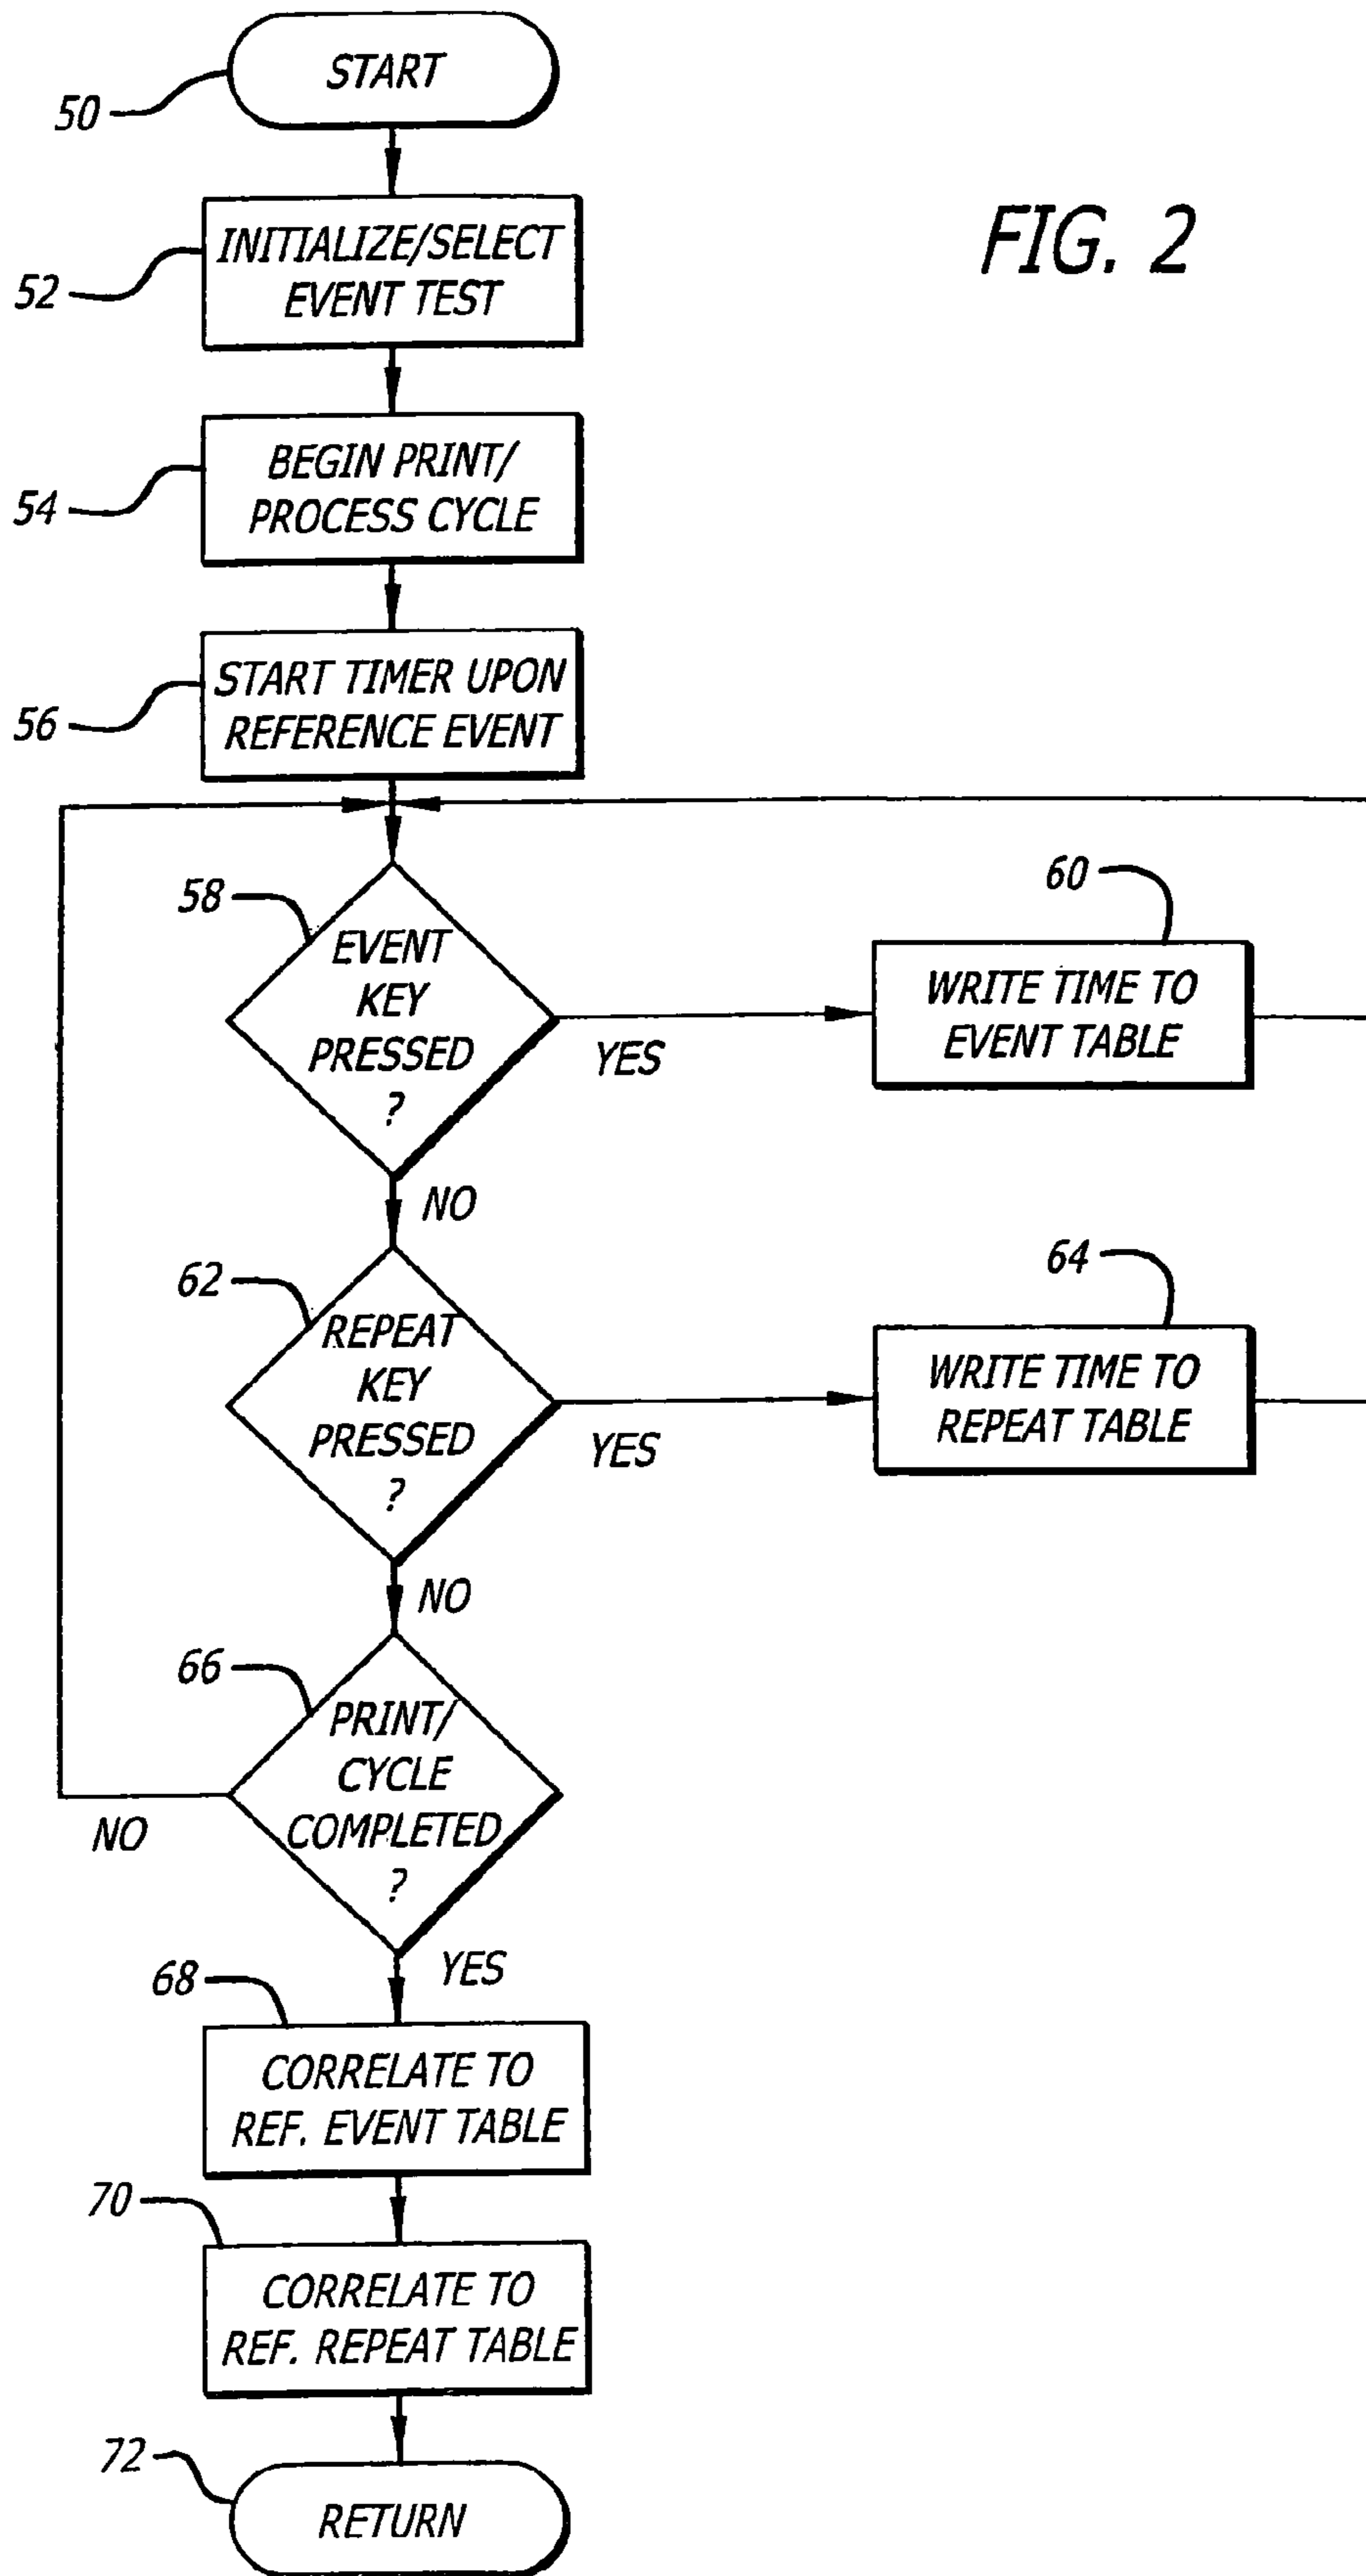 START
50
INITIALIZE/SELECT
EVENT TEST
FIG. 2
52
BEGIN PRINT/
PROCESS CYCLE
54
START TIMER UPON
REFERENCE EVENT
56
58
EVENT
KEY
PRESSED
?
YES
60
WRITE TIME TO
EVENT TABLE
NO
62
REPEAT
KEY
PRESSED
?
YES
64
WRITE TIME TO
REPEAT TABLE
NO
66
PRINT/
CYCLE
COMPLETED
?
NO
YES
68
CORRELATE TO
REF. EVENT TABLE
70
CORRELATE TO
REF. REPEAT TABLE
72
RETURN